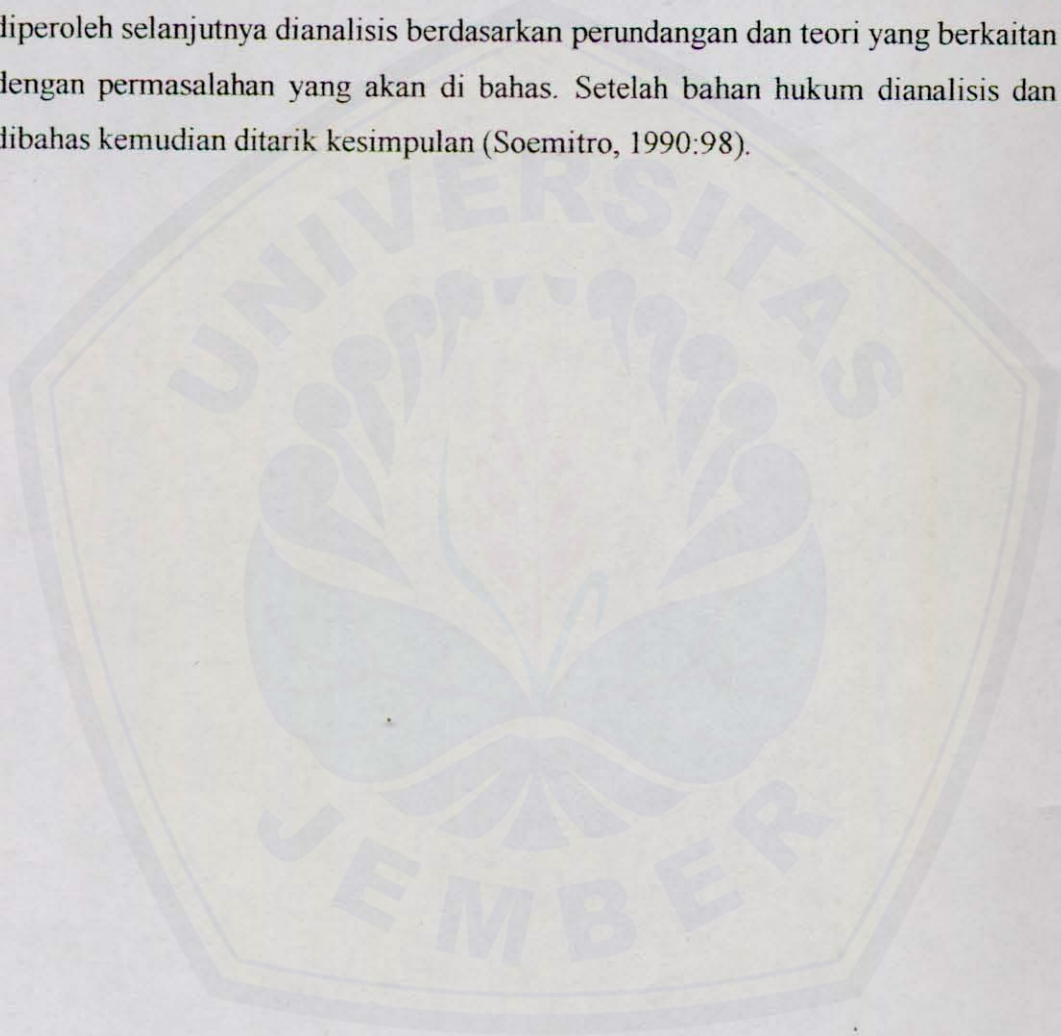 diperoleh selanjutnya dianalisis berdasarkan perundangan dan teori yang berkaitan
dengan permasalahan yang akan di bahas. Setelah bahan hukum dianalisis dan
dibahas kemudian ditarik kesimpulan (Soemitro, 1990:98).
UNIVERSITAS
JEMBER